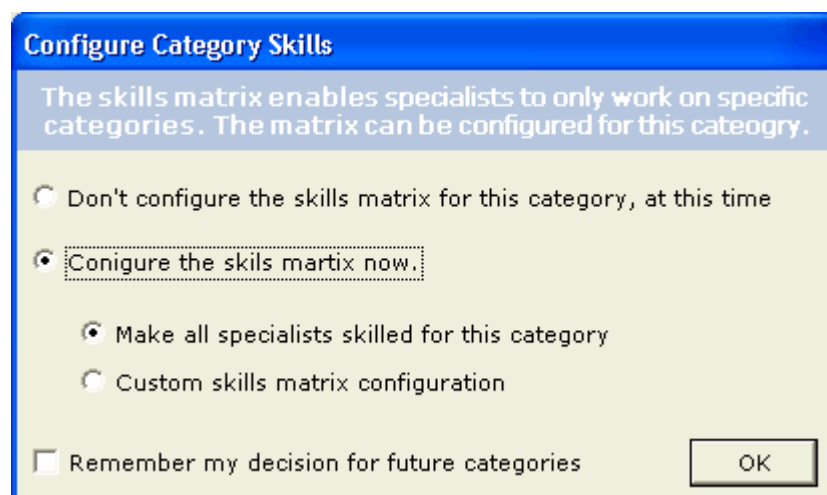 Configure Category Skills
The skills matrix enables specialists to only work on specific
categories. The matrix can be configured for this cateogry.
Don't configure the skills matrix for this category, at this time
Conigure the skils martix now.
Make all specialists skilled for this category
Custom skills matrix configuration
Remember my decision for future categories
OK